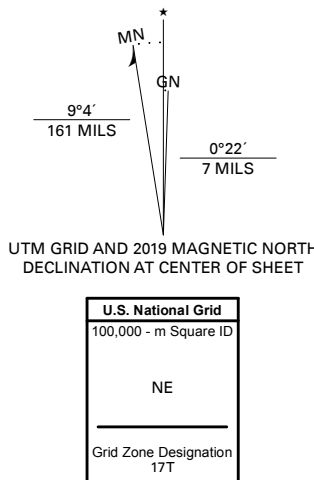 ★
MN
GN
9°4´
161 MILS
0°22´
7 MILS
UTM GRID AND 2019 MAGNETIC NORTH
DECLINATION AT CENTER OF SHEET
U.S. National Grid
100,000 - m Square ID
NE
Grid Zone Designation
17T